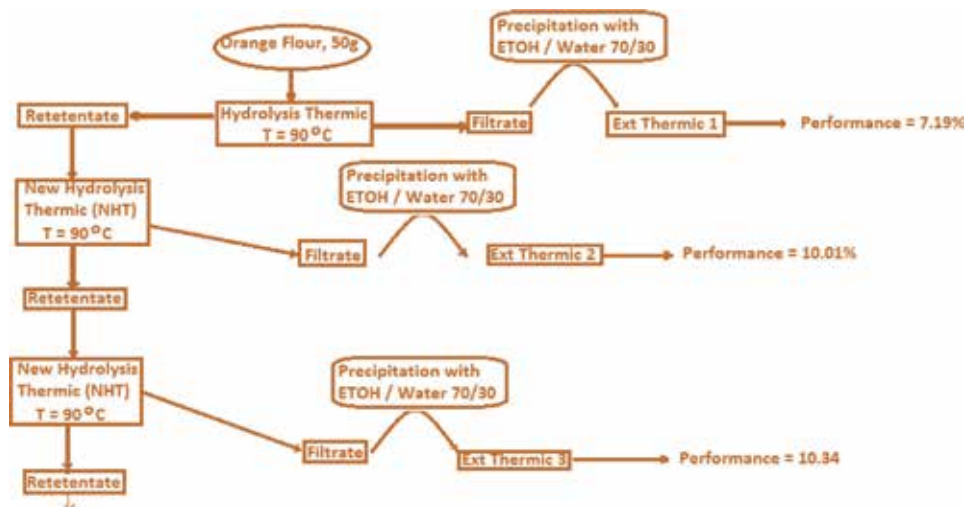 Orange Flour, 50g
Precipitation with
ETOH / Water 70/30
Retetentate
Hydrolysis Thermic
T = 90°C
Filtrate
Ext Thermic 1
Performance = 7.19%
New Hydrolysis
Thermic (NHT)
T = 90°C
Precipitation with
ETOH / Water 70/30
Filtrate
Ext Thermic 2
Performance = 10.01%
Retetentate
New Hydrolysis
Thermic (NHT)
T = 90°C
Precipitation with
ETOH / Water 70/30
Filtrate
Ext Thermic 3
Performance = 10.34
Retetentate